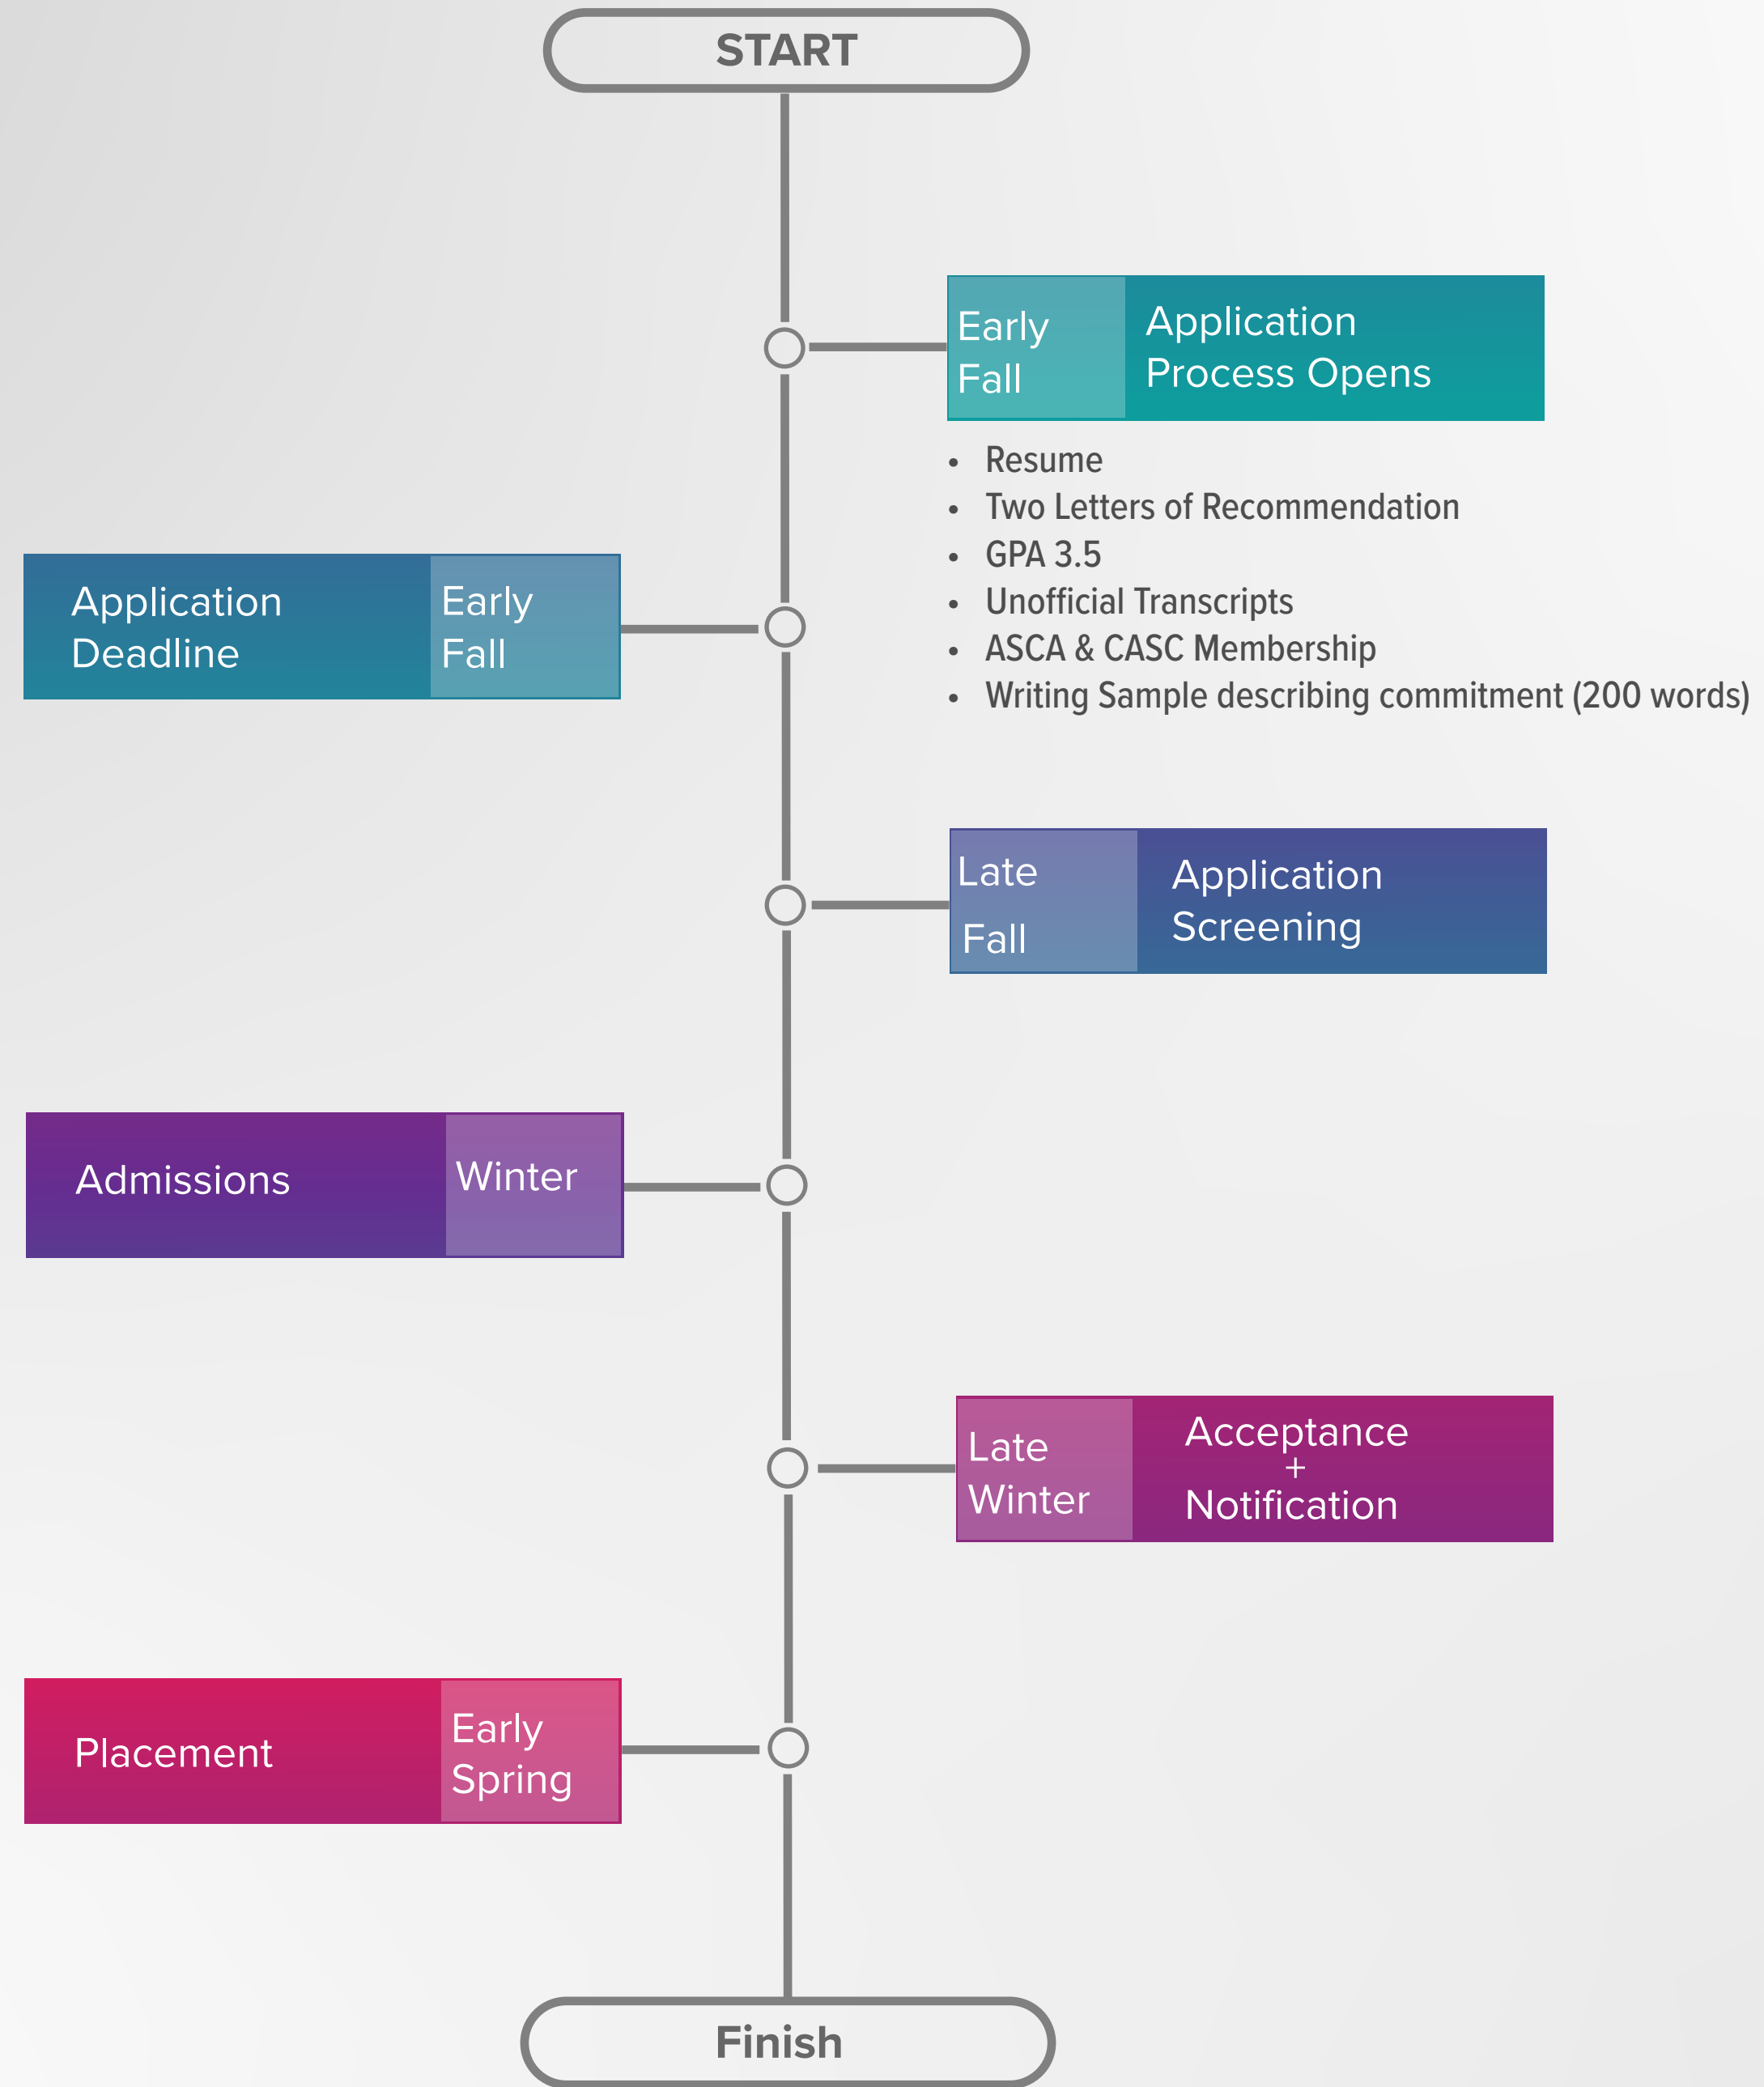 START
Early
Fall
Application
Process Opens
• Resume
• Two Letters of Recommendation
• GPA 3.5
• Unofficial Transcripts
• ASCA & CASC Membership
• Writing Sample describing commitment (200 words)
Application
Deadline
Early
Fall
Late
Fall
Application
Screening
Admissions
Winter
Late
Winter
Acceptance
+
Notification
Placement
Early
Spring
Finish